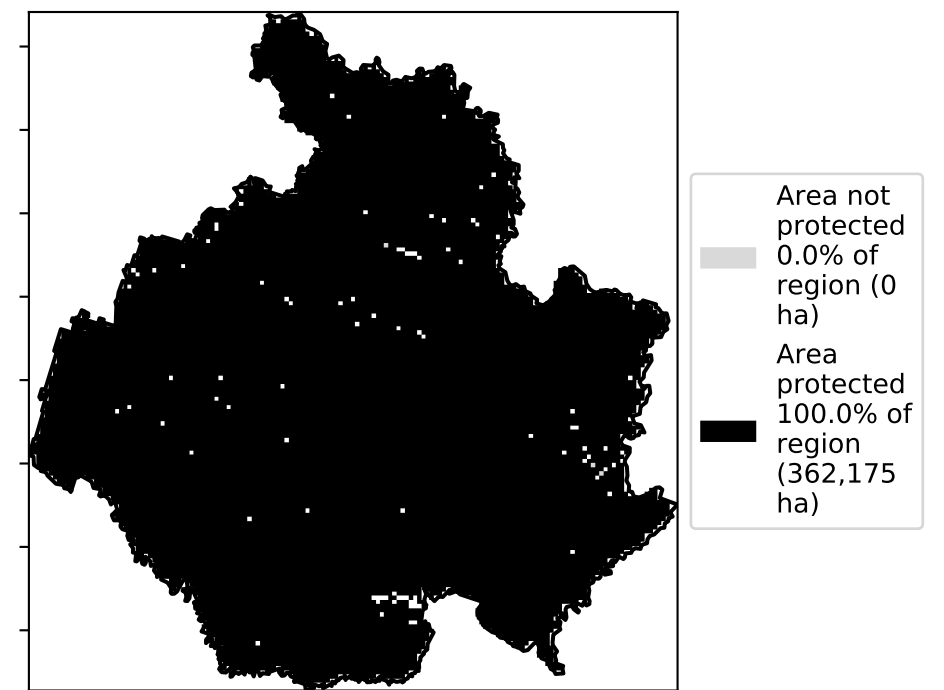 Area not
protected
0.0% of
region (0
ha)
Area
protected
100.0% of
region
(362,175
ha)